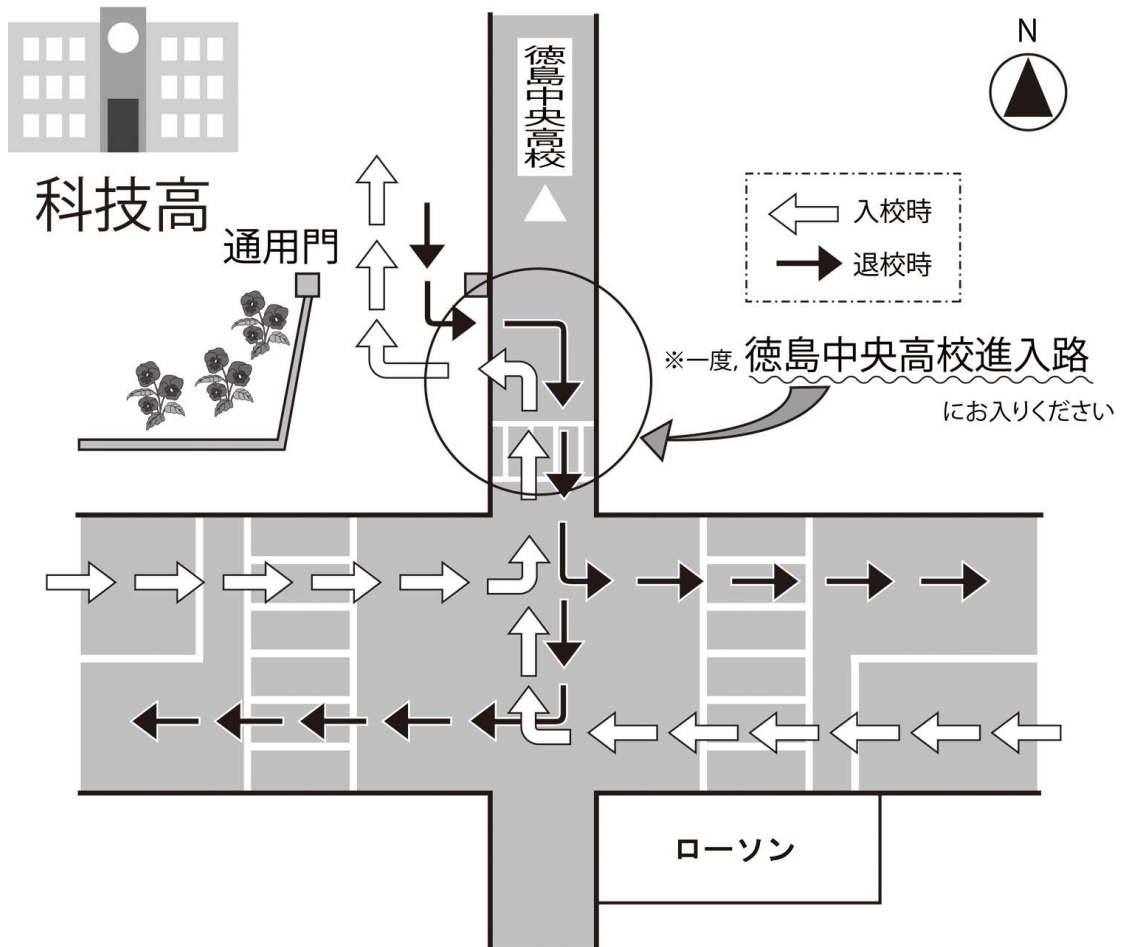 徳島中央高校
N
科技高
通用門
入校時
退校時
※一度, 徳島中央高校進入路
にお入りください
ローソン